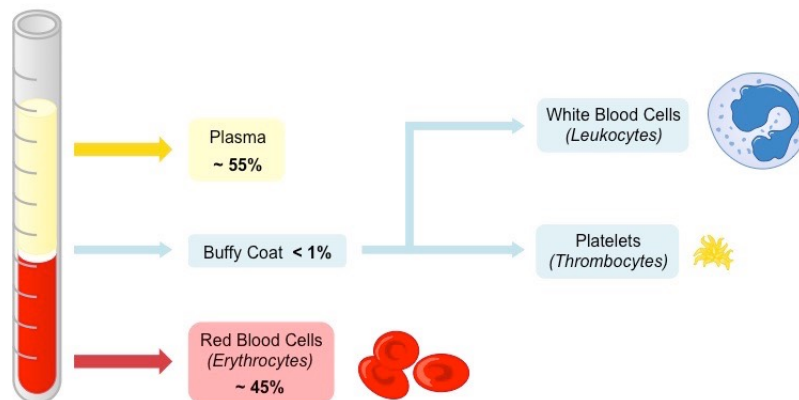 Plasma
~ 55%
Buffy Coat < 1%
White Blood Cells
(Leukocytes)
Platelets
(Thrombocytes)
Red Blood Cells
(Erythrocytes)
~ 45%